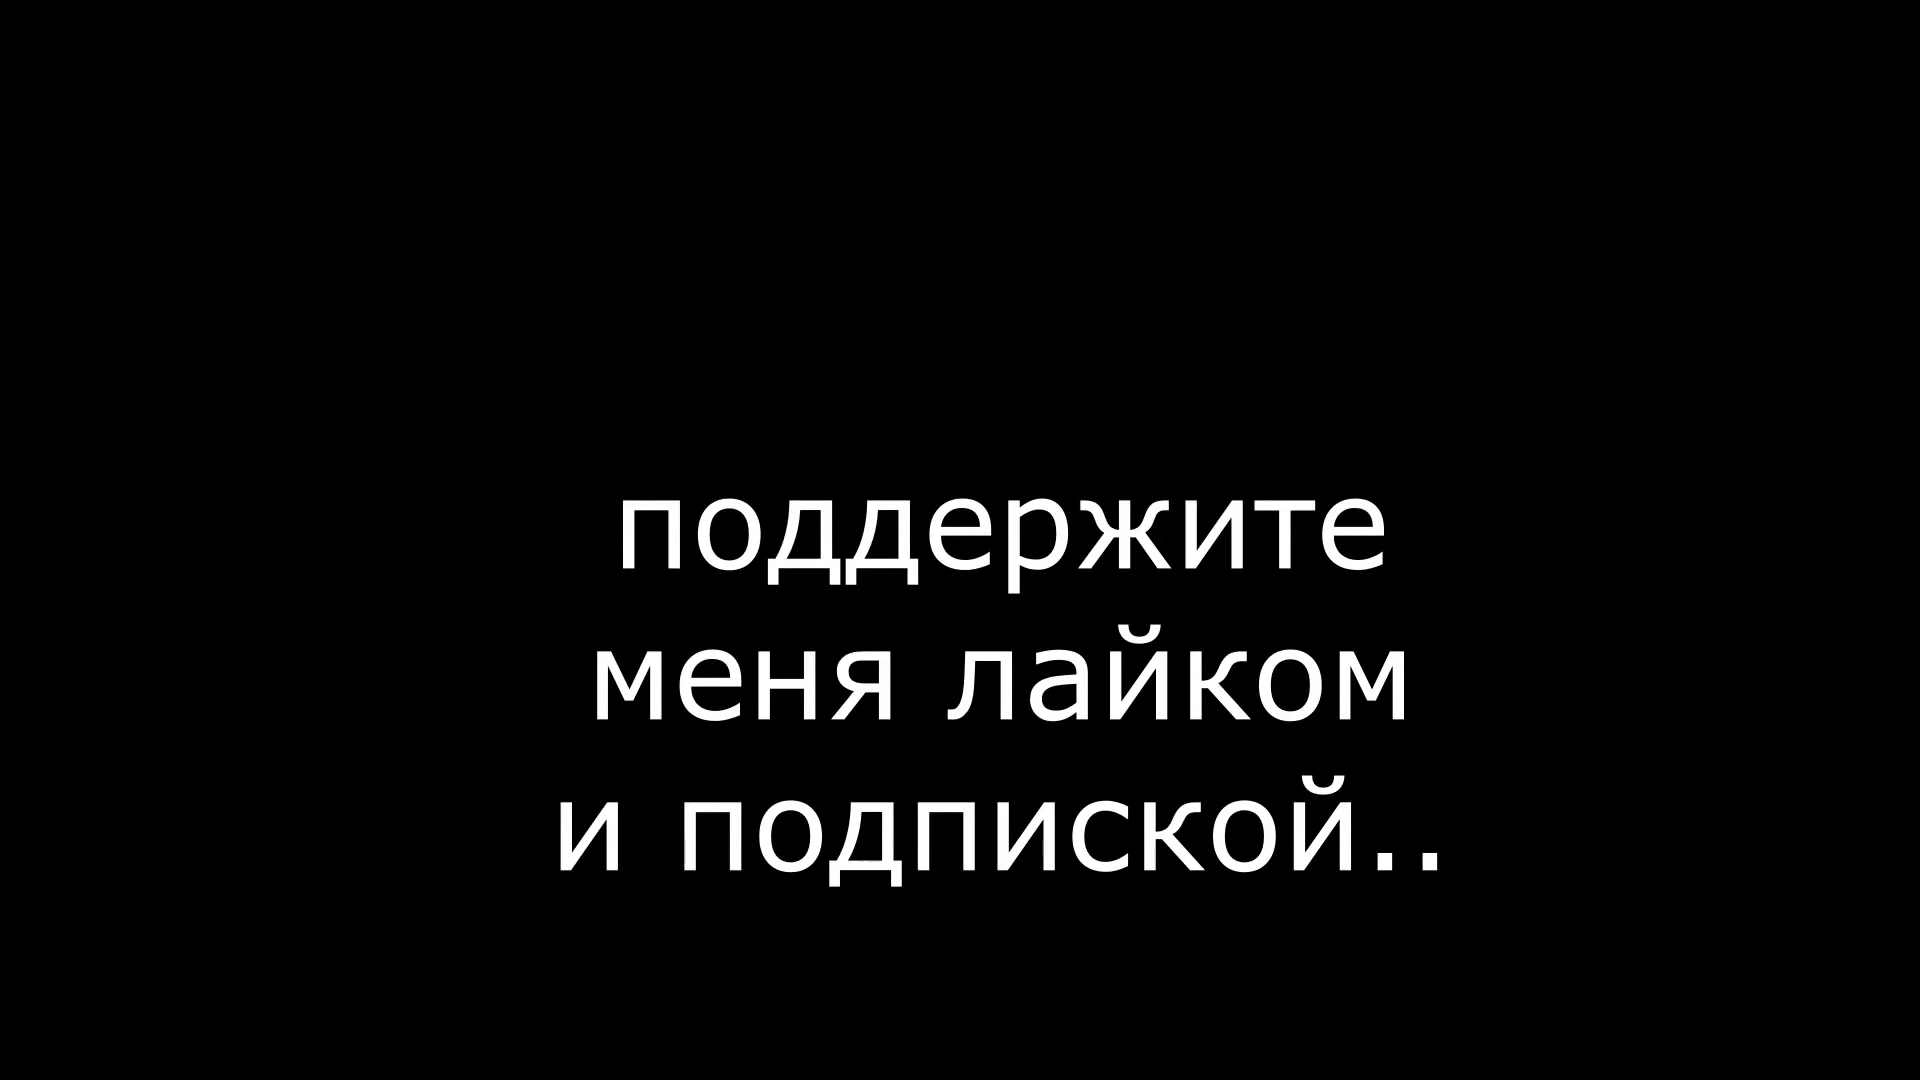 поддержите
меня лайком
и подпиской..